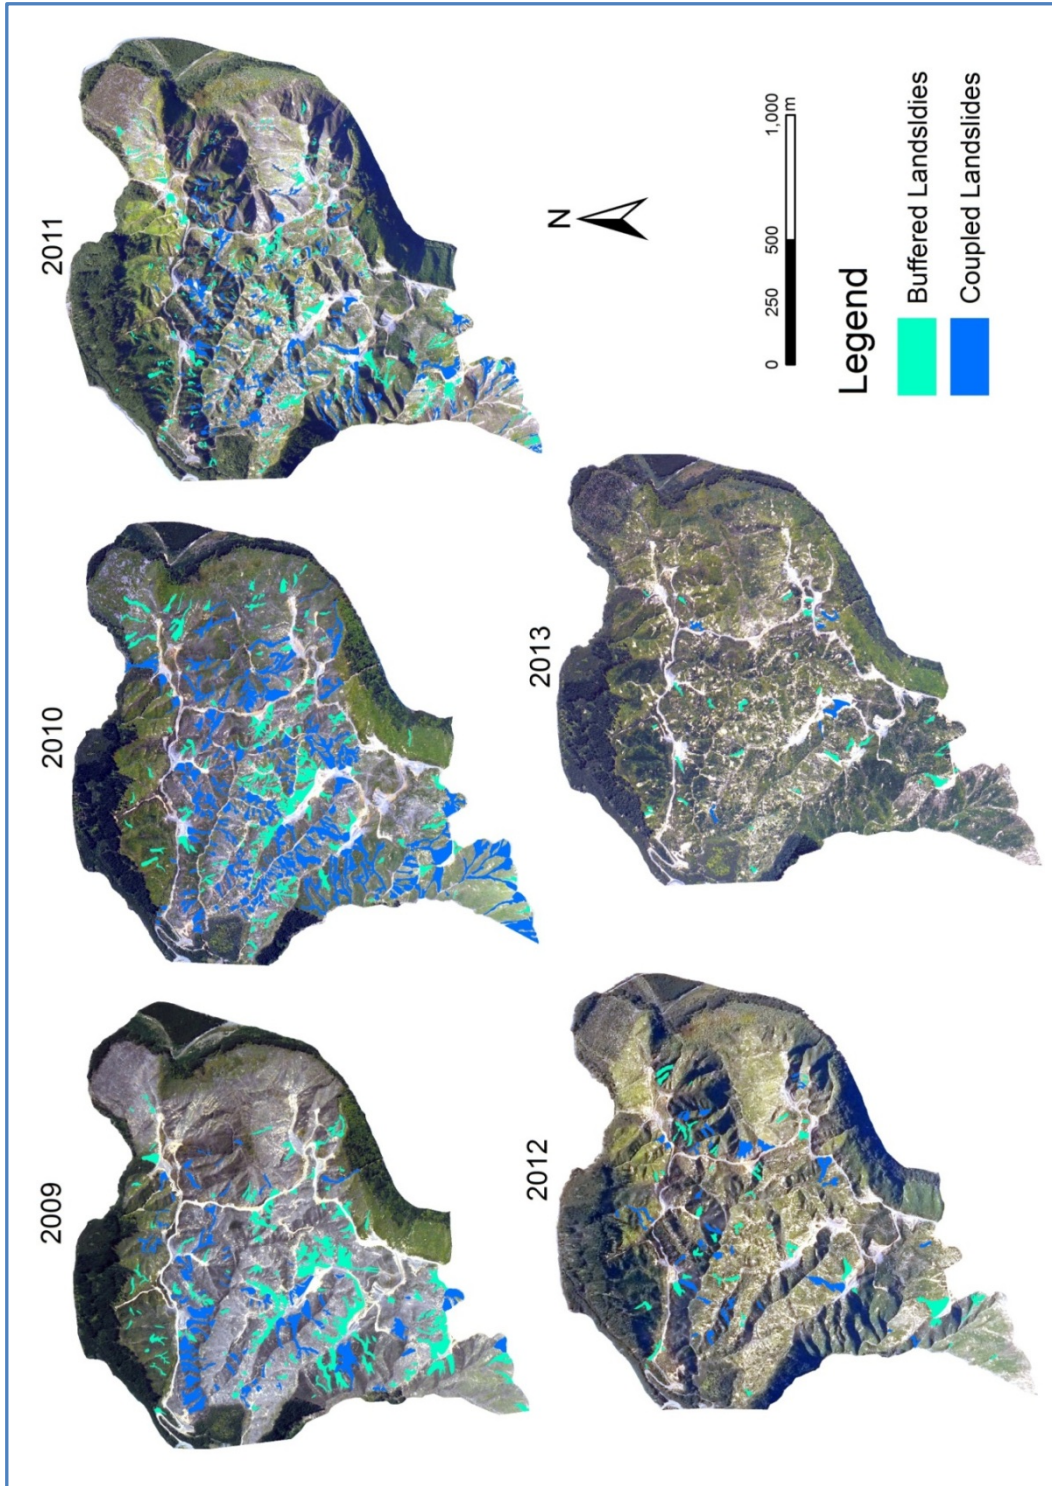 2009
2010
2011
2012
2013
N
0 250 500 1,000
m
Legend
Buffered Landsldies
Coupled Landslides